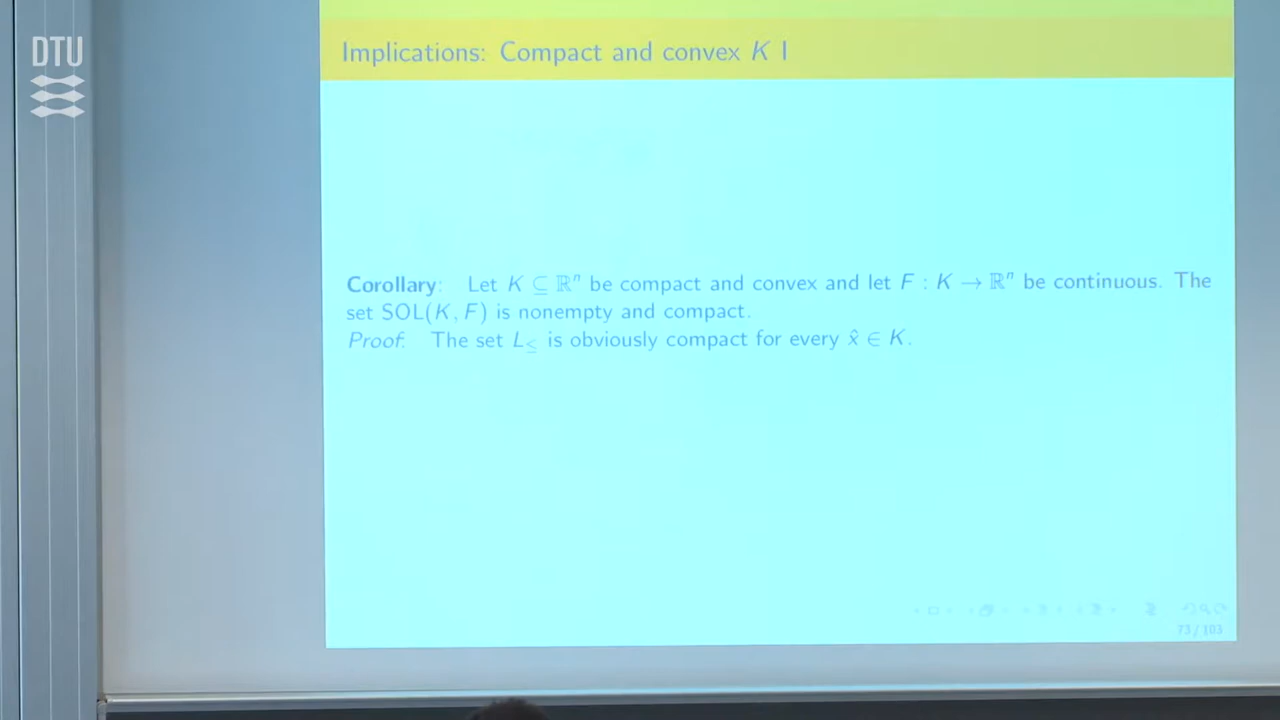 DTU
Implications: Compact and convex K I
Corollary: Let K ⊆ ℝⁿ be compact and convex and let F : K → ℝⁿ be continuous. The
set SOL(K, F) is nonempty and compact.
Proof: The set L≤ is obviously compact for every x̂ ∈ K.
73 / 103